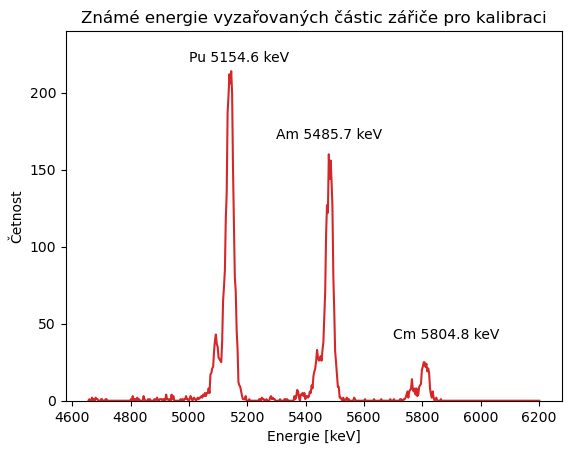 Známé energie vyzařovaných částic zářiče pro kalibraci
Pu 5154.6 keV
Am 5485.7 keV
Cm 5804.8 keV
Četnost
200
150
100
50
0
4600 4800 5000 5200 5400 5600 5800 6000 6200
Energie [keV]